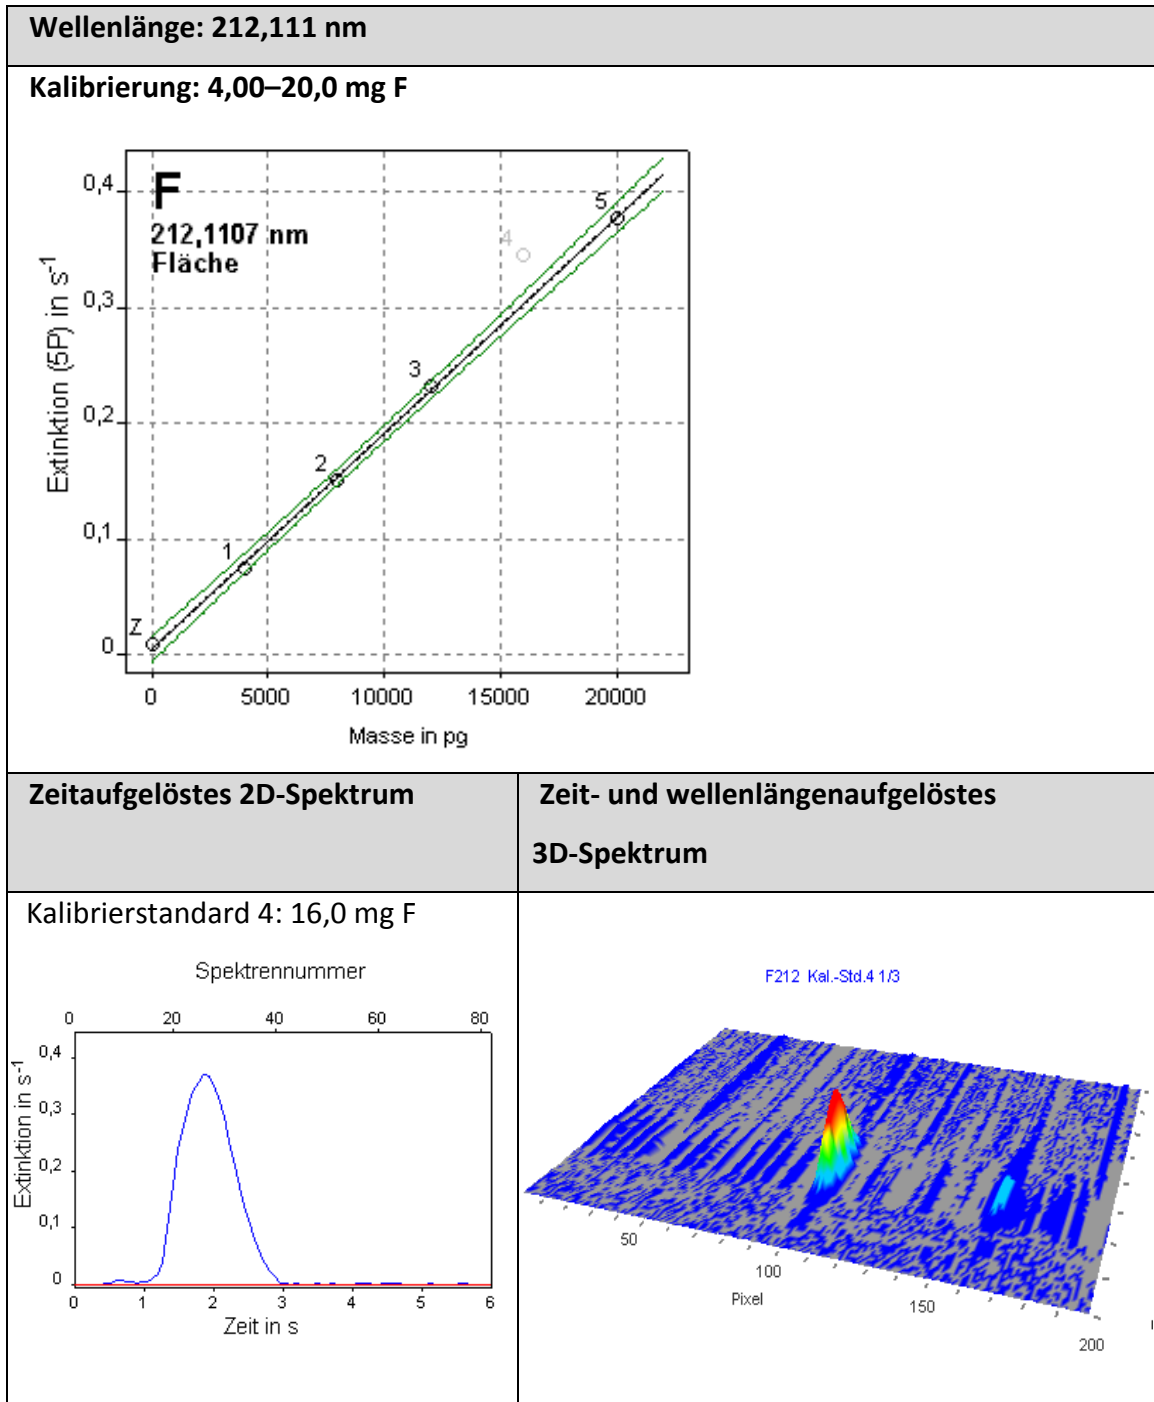 Wellenlänge: 212,111 nm
Kalibrierung: 4,00–20,0 mg F
F
212,1107 nm
Fläche
Extinktion (5P) in s⁻¹
0,4
0,3
0,2
0,1
0
Z
1
2
3
4
5
0 5000 10000 15000 20000
Masse in pg
Zeitaufgelöstes 2D-Spektrum
Zeit- und wellenlängenaufgelöstes
3D-Spektrum
Kalibrierstandard 4: 16,0 mg F
Spektrennummer
0 20 40 60 80
Extinktion in s⁻¹
0,4
0,3
0,2
0,1
0
0 1 2 3 4 5 6
Zeit in s
F212 Kal.-Std.4 1/3
50
100
150
200
Pixel